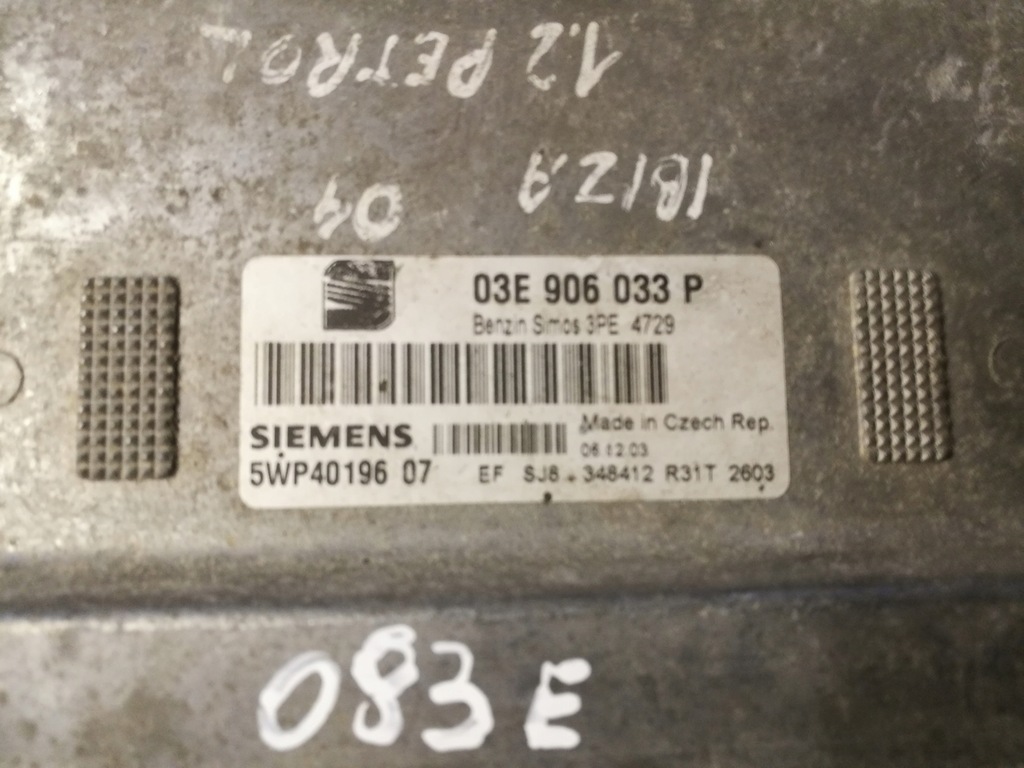 1.2 PETROL
IBIZA 04
03E 906 033 P
Benzin Simos 3PE 4729
SIEMENS
Made in Czech Rep.
06.12.03
5WP40196 07
EF SJ8 348412 R31T 2603
083E